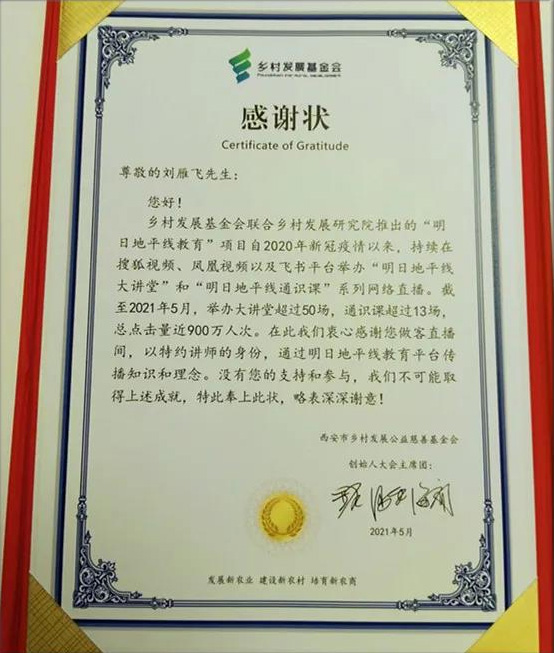 乡村发展基金会
FOUNDATION FOR RURAL DEVELOPMENT
感谢状
Certificate of Gratitude
尊敬的刘雁飞先生：
您好！
乡村发展基金会联合乡村发展研究院推出的“明
日地平线教育”项目自2020年新冠疫情以来，持续在
搜狐视频、凤凰视频以及飞书平台举办“明日地平线
大讲堂”和“明日地平线通识课”系列网络直播。截
至2021年5月，举办大讲堂超过50场，通识课超过13场，
总点击量近900万人次。在此我们衷心感谢您做客直播
间，以特约讲师的身份，通过明日地平线教育平台传
播知识和理念。没有您的支持和参与，我们不可能取
得上述成就，特此奉上此状，略表深深谢意！
西安市乡村发展公益慈善基金会
创始人大会主席团：
2021年5月
发展新农业 建设新农村 培育新农商